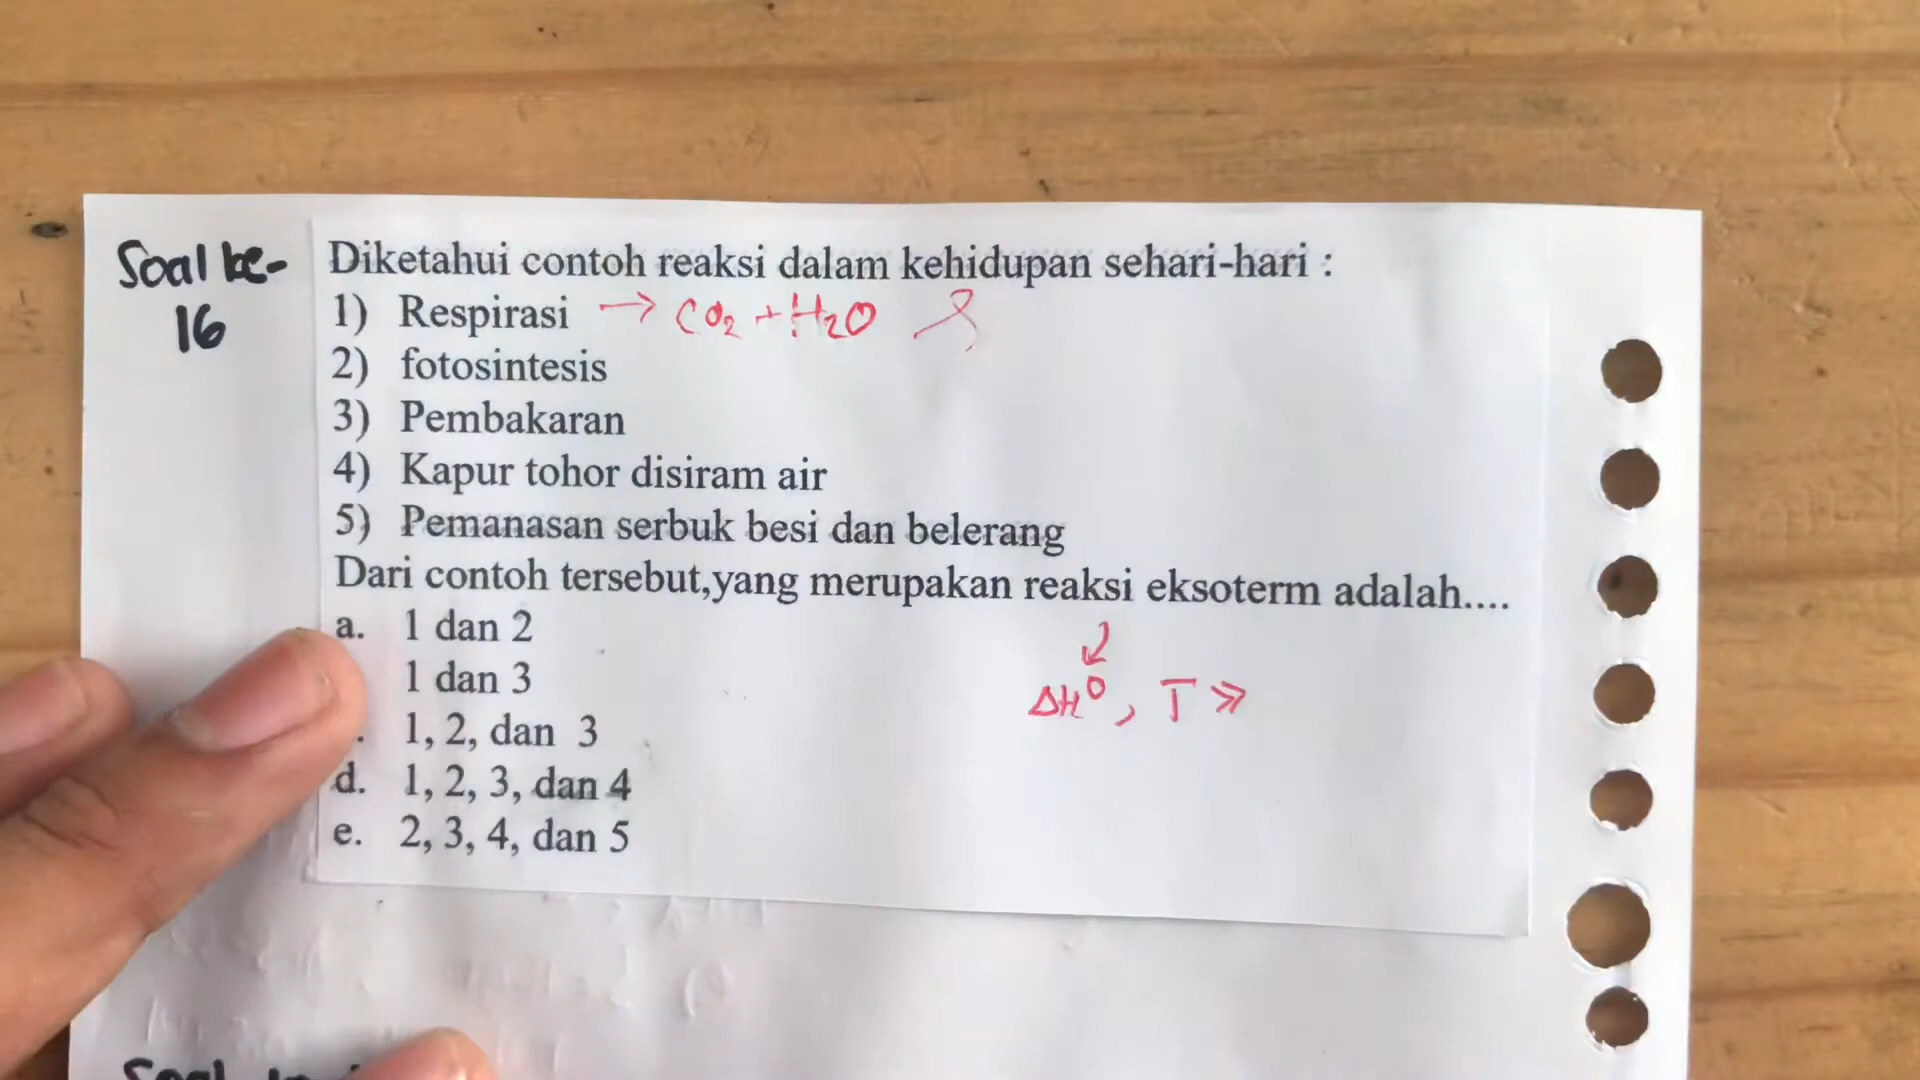 Soal ke-
16
Diketahui contoh reaksi dalam kehidupan sehari-hari :
1) Respirasi → CO₂ + H₂O
2) fotosintesis
3) Pembakaran
4) Kapur tohor disiram air
5) Pemanasan serbuk besi dan belerang
Dari contoh tersebut,yang merupakan reaksi eksoterm adalah....
a. 1 dan 2
1 dan 3
. 1, 2, dan 3
d. 1, 2, 3, dan 4
e. 2, 3, 4, dan 5
ΔH⁰, T >>